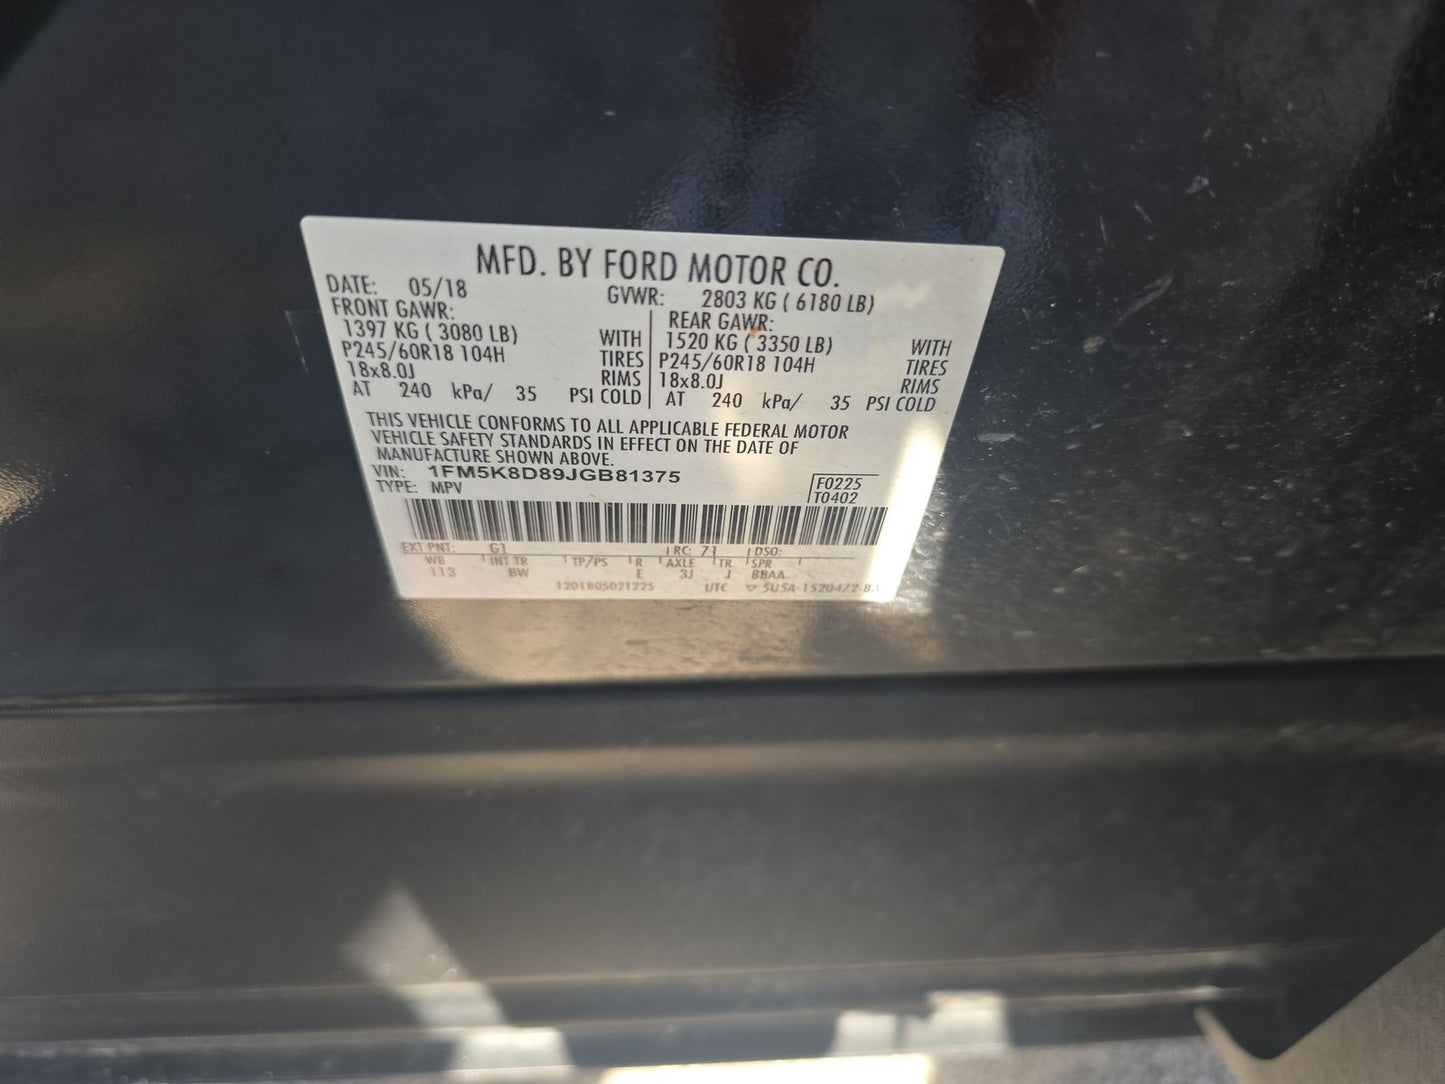 MFD. BY FORD MOTOR CO.
DATE: 05/18 GVWR: 2803 KG ( 6180 LB)
FRONT GAWR: REAR GAWR:
1397 KG ( 3080 LB) WITH 1520 KG ( 3350 LB) WITH
P245/60R18 104H TIRES P245/60R18 104H TIRES
18x8.0J RIMS 18x8.0J RIMS
AT 240 kPa/ 35 PSI COLD AT 240 kPa/ 35 PSI COLD
THIS VEHICLE CONFORMS TO ALL APPLICABLE FEDERAL MOTOR
VEHICLE SAFETY STANDARDS IN EFFECT ON THE DATE OF
MANUFACTURE SHOWN ABOVE.
VIN: 1FM5K8D89JGB81375
TYPE: MPV
F0225
T0402
EXT PNT: G1 RC: 71 DSO:
WB INT TR TP/PS R AXLE TR SPR
113 BW E 3J J BBAA
1201805021225 UTC 5U5A-1520472-BA